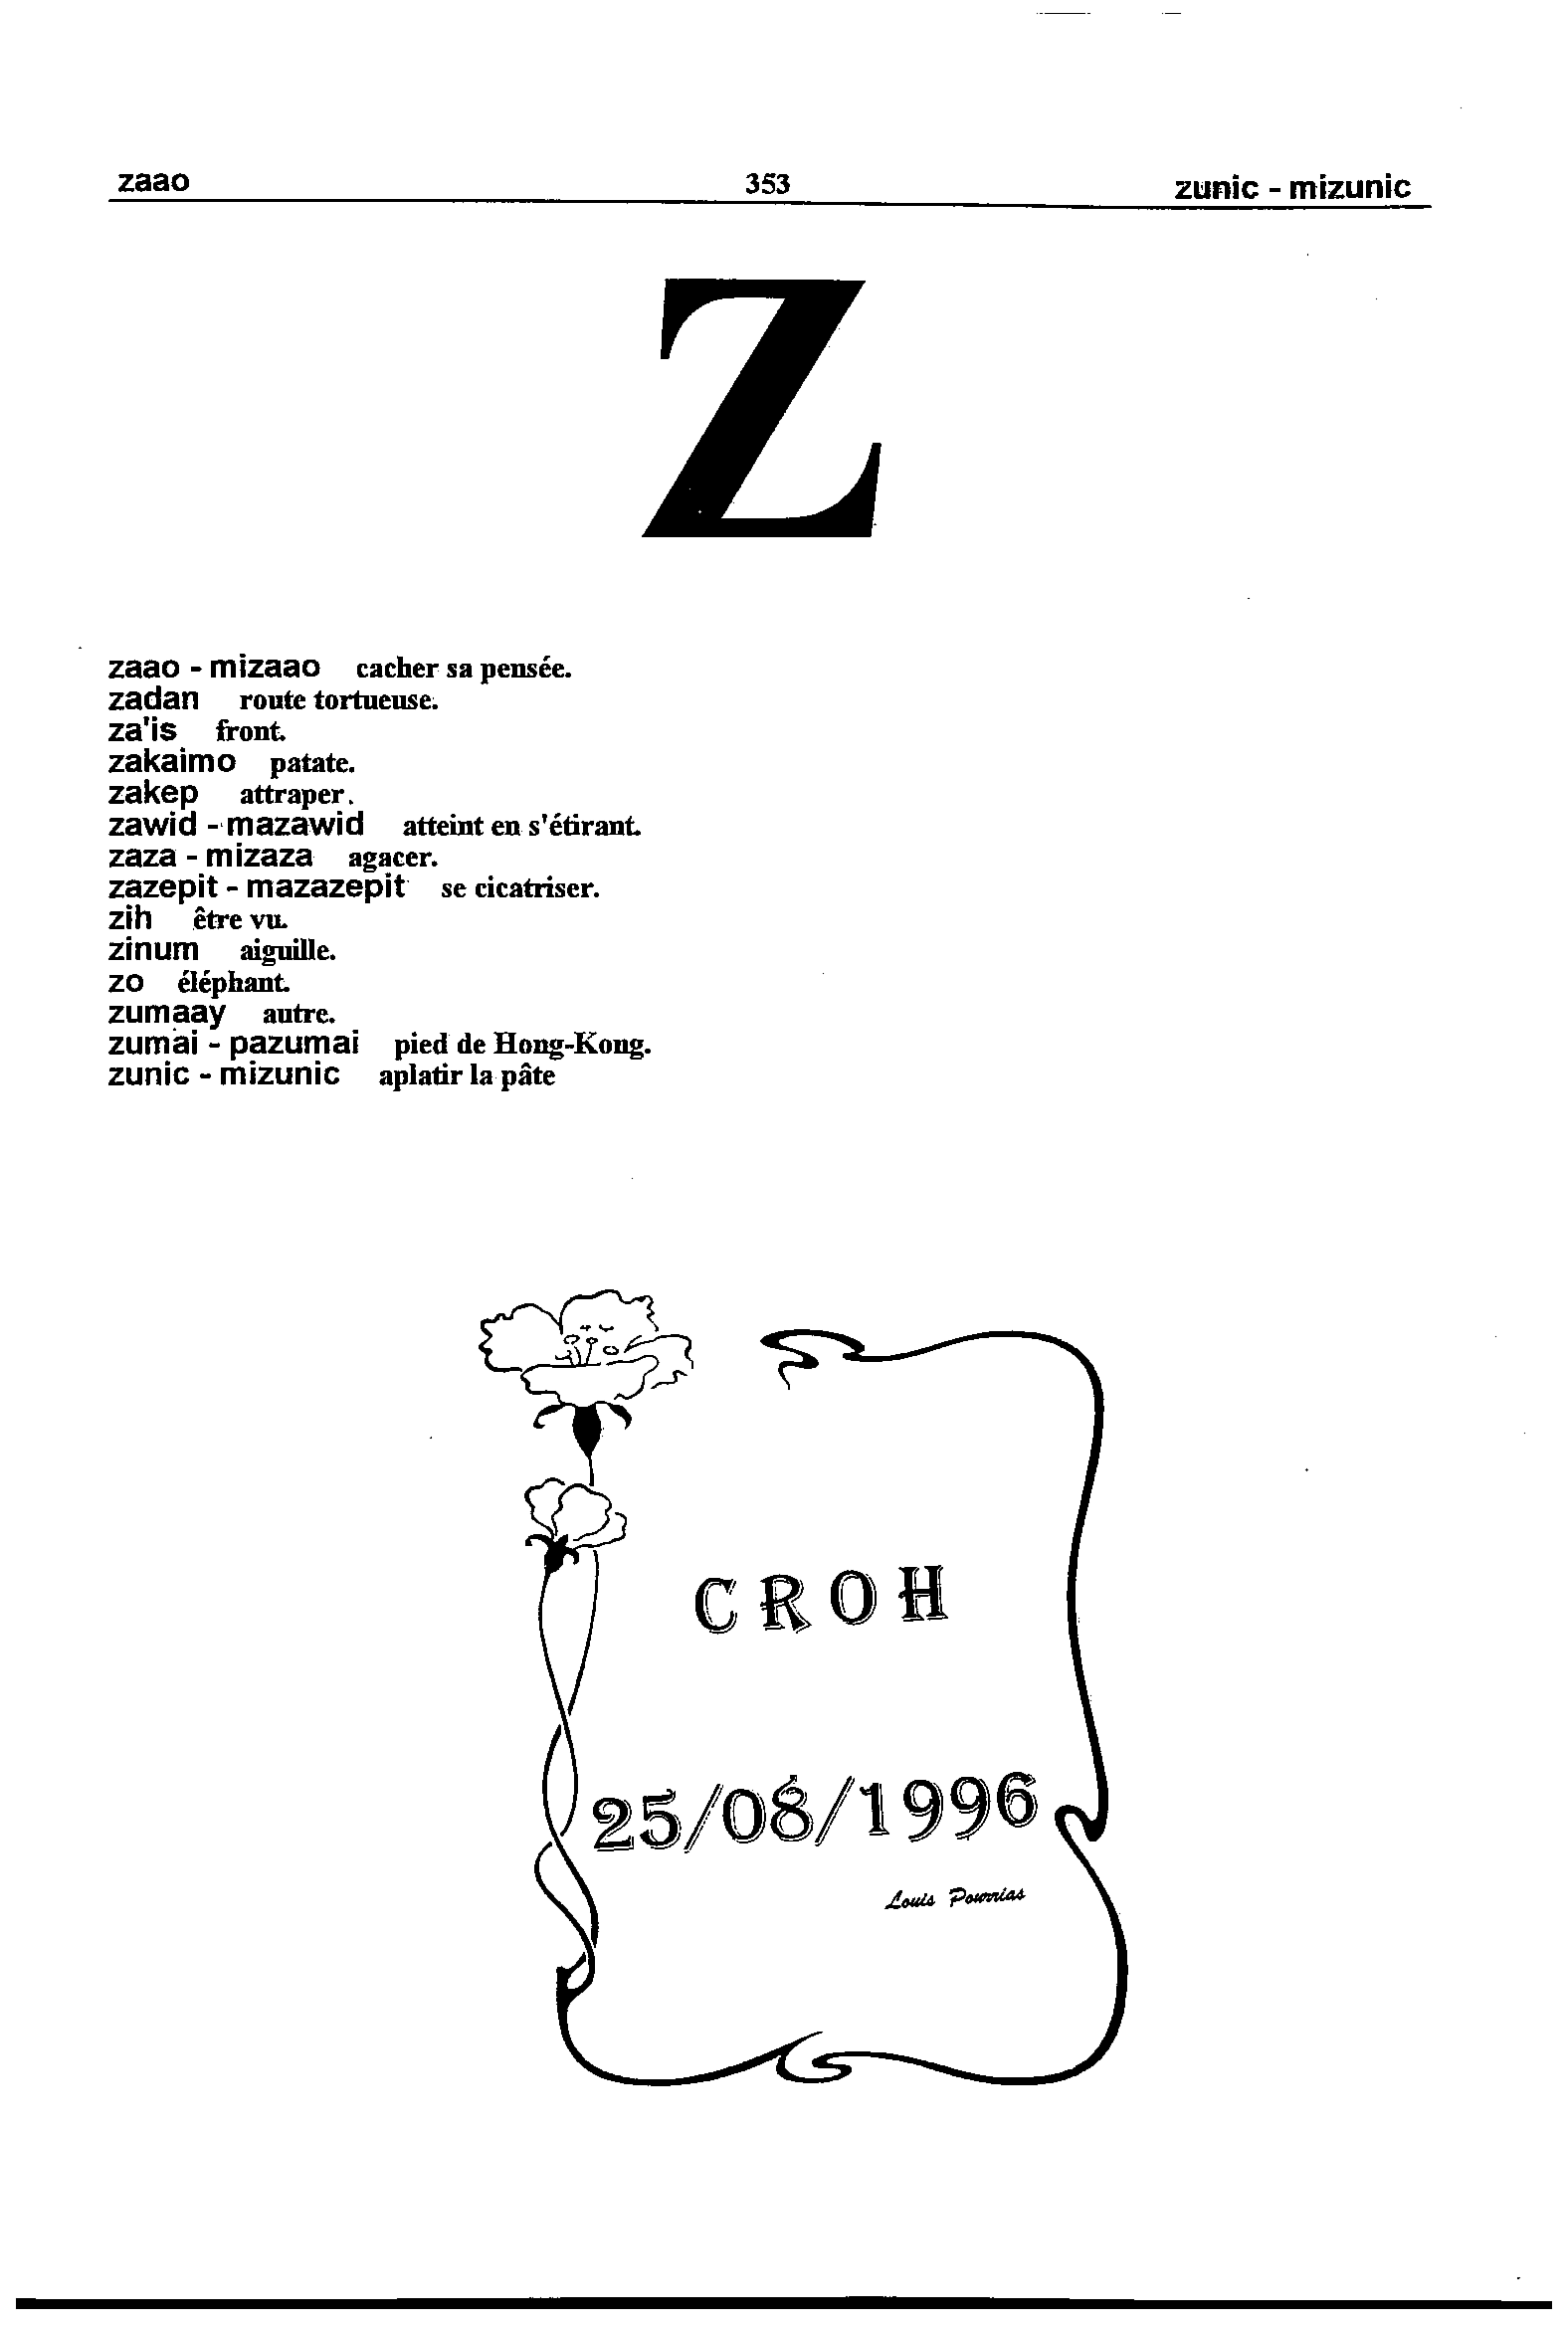 zaao 353 zunic - mizunic
Z
zaao - mizaao cacher sa pensée.
zadan route tortueuse.
za'is front.
zakaimo patate.
zakep attraper.
zawid - mazawid atteint en s'étirant.
zaza - mizaza agacer.
zazepit - mazazepit se cicatriser.
zih être vu.
zinum aiguille.
zo éléphant.
zumaay autre.
zumai - pazumai pied de Hong-Kong.
zunic - mizunic aplatir la pâte
CROH
25/08/1996
Louis Pourrias